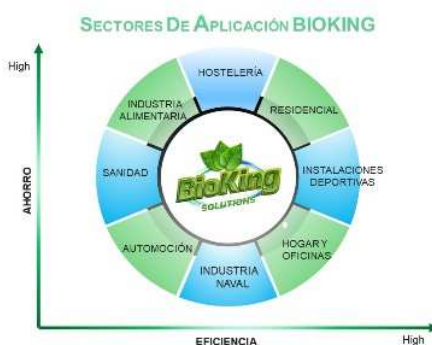 SECTORES DE APLICACIÓN BIOKING
High
HOSTELERÍA
INDUSTRIA
ALIMENTARIA
RESIDENCIAL
SANIDAD
BioKing
SOLUTIONS
INSTALACIONES
DEPORTIVAS
AHORRO
AUTOMOCIÓN
HOGAR Y
OFICINAS
INDUSTRIA
NAVAL
EFICIENCIA
High